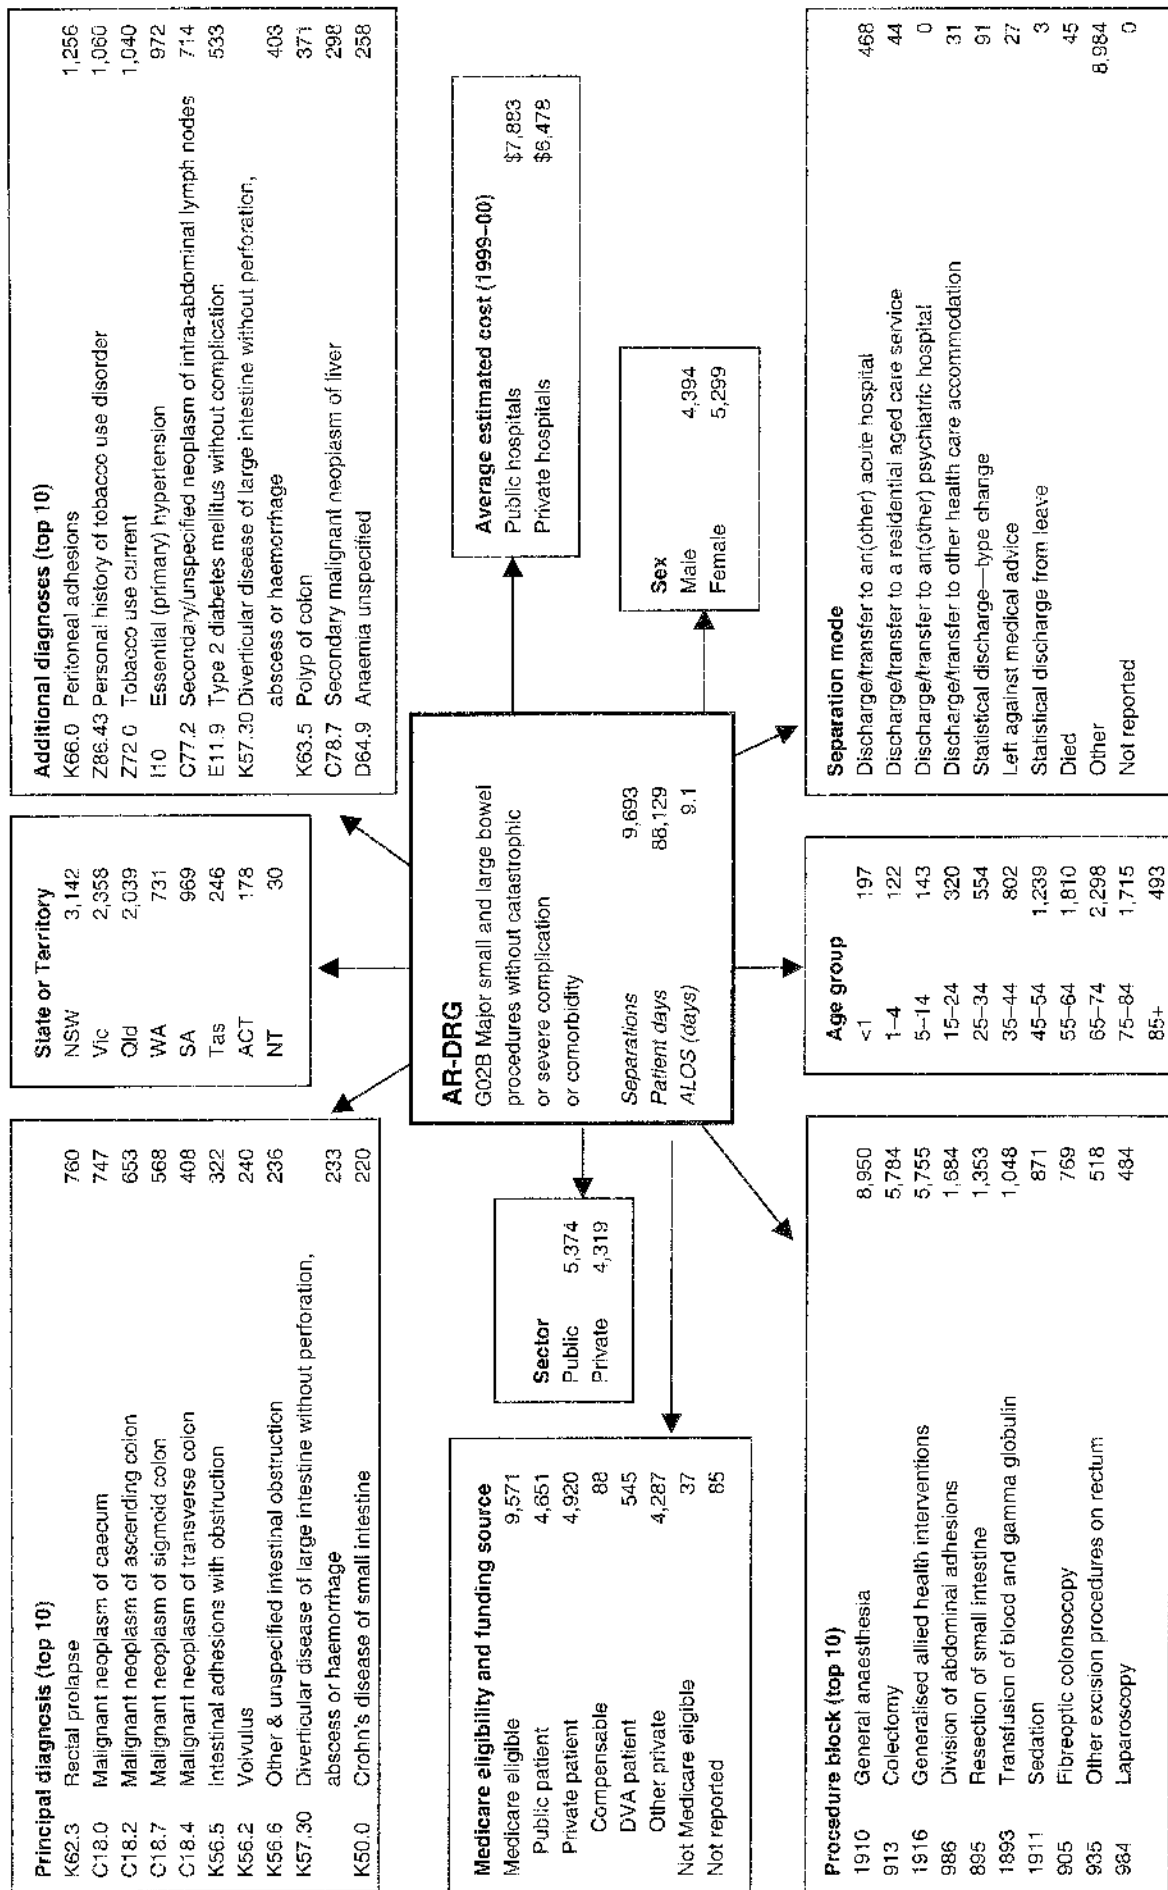 Principal diagnosis (top 10)
K62.3 Rectal prolapse 760
C18.0 Malignant neoplasm of caecum 747
C18.2 Malignant neoplasm of ascending colon 653
C18.7 Malignant neoplasm of sigmoid colon 568
C18.4 Malignant neoplasm of transverse colon 408
K56.5 Intestinal adhesions with obstruction 322
K56.2 Volvulus 240
K56.6 Other & unspecified intestinal obstruction 236
K57.30 Diverticular disease of large intestine without perforation,
abscess or haemorrhage 233
K50.0 Crohn's disease of small intestine 220
State or Territory
NSW 3,142
Vic 2,358
Qld 2,039
WA 731
SA 969
Tas 246
ACT 178
NT 30
Additional diagnoses (top 10)
K66.0 Peritoneal adhesions 1,256
Z86.43 Personal history of tobacco use disorder 1,060
Z72.0 Tobacco use current 1,040
I10 Essential (primary) hypertension 972
C77.2 Secondary/unspecified neoplasm of intra-abdominal lymph nodes 714
E11.9 Type 2 diabetes mellitus without complication 533
K57.30 Diverticular disease of large intestine without perforation,
abscess or haemorrhage 403
K63.5 Polyp of colon 371
C78.7 Secondary malignant neoplasm of liver 298
D64.9 Anaemia unspecified 258
Medicare eligibility and funding source
Medicare eligible 9,571
Public patient 4,651
Private patient 4,920
Compensable 88
DVA patient 545
Other private 4,287
Not Medicare eligible 37
Not reported 85
Sector
Public 5,374
Private 4,319
AR-DRG
G02B Major small and large bowel
procedures without catastrophic
or severe complication
or comorbidity
Separations 9,693
Patient days 88,129
ALOS (days) 9.1
Average estimated cost (1999–00)
Public hospitals $7,883
Private hospitals $6,478
Sex
Male 4,394
Female 5,299
Procedure block (top 10)
1910 General anaesthesia 8,950
913 Colectomy 5,784
1916 Generalised allied health interventions 5,755
986 Division of abdominal adhesions 1,684
895 Resection of small intestine 1,353
1893 Transfusion of blood and gamma globulin 1,048
1911 Sedation 871
905 Fibreoptic colonsocopy 769
935 Other excision procedures on rectum 518
984 Laparoscopy 484
Age group
<1 197
1–4 122
5–14 143
15–24 320
25–34 554
35–44 802
45–54 1,239
55–64 1,810
65–74 2,298
75–84 1,715
85+ 493
Separation mode
Discharge/transfer to an(other) acute hospital 468
Discharge/transfer to a residential aged care service 44
Discharge/transfer to an(other) psychiatric hospital 0
Discharge/transfer to other health care accommodation 31
Statistical discharge—type change 91
Left against medical advice 27
Statistical discharge from leave 3
Died 45
Other 8,984
Not reported 0